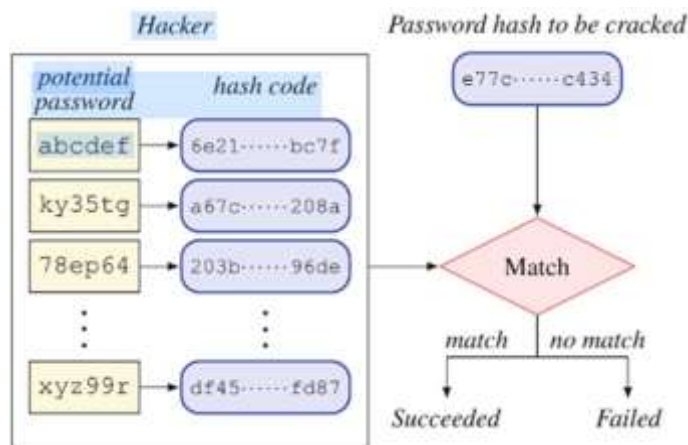 Hacker
Password hash to be cracked
potential
password
hash code
e77c······c434
abcdef
6e21······bc7f
ky35tg
a67c······208a
78ep64
203b······96de
Match
match
no match
xyz99r
df45······fd87
Succeeded
Failed